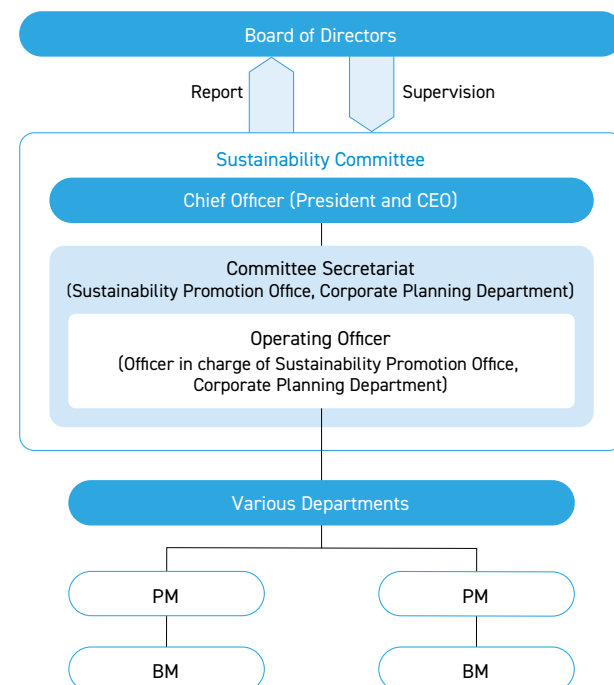 Board of Directors
Report
Supervision
Sustainability Committee
Chief Officer (President and CEO)
Committee Secretariat
(Sustainability Promotion Office, Corporate Planning Department)
Operating Officer
(Officer in charge of Sustainability Promotion Office,
Corporate Planning Department)
Various Departments
PM
PM
BM
BM